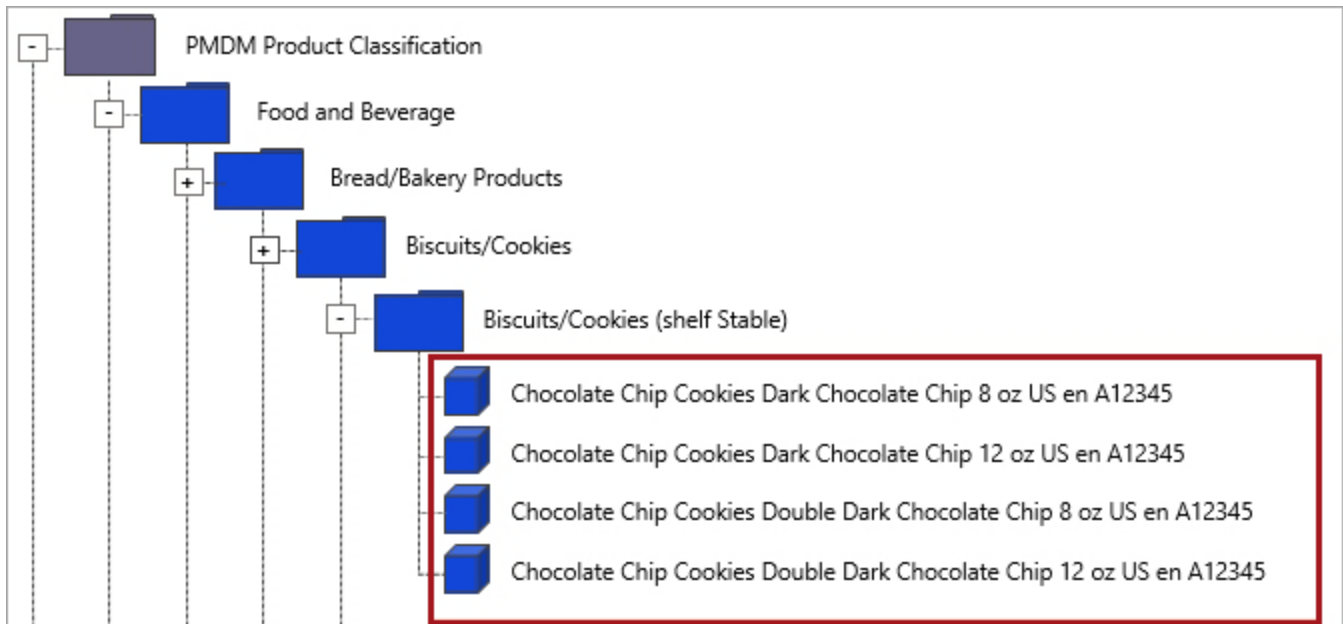 PMDM Product Classification
Food and Beverage
Bread/Bakery Products
Biscuits/Cookies
Biscuits/Cookies (shelf Stable)
Chocolate Chip Cookies Dark Chocolate Chip 8 oz US en A12345
Chocolate Chip Cookies Dark Chocolate Chip 12 oz US en A12345
Chocolate Chip Cookies Double Dark Chocolate Chip 8 oz US en A12345
Chocolate Chip Cookies Double Dark Chocolate Chip 12 oz US en A12345